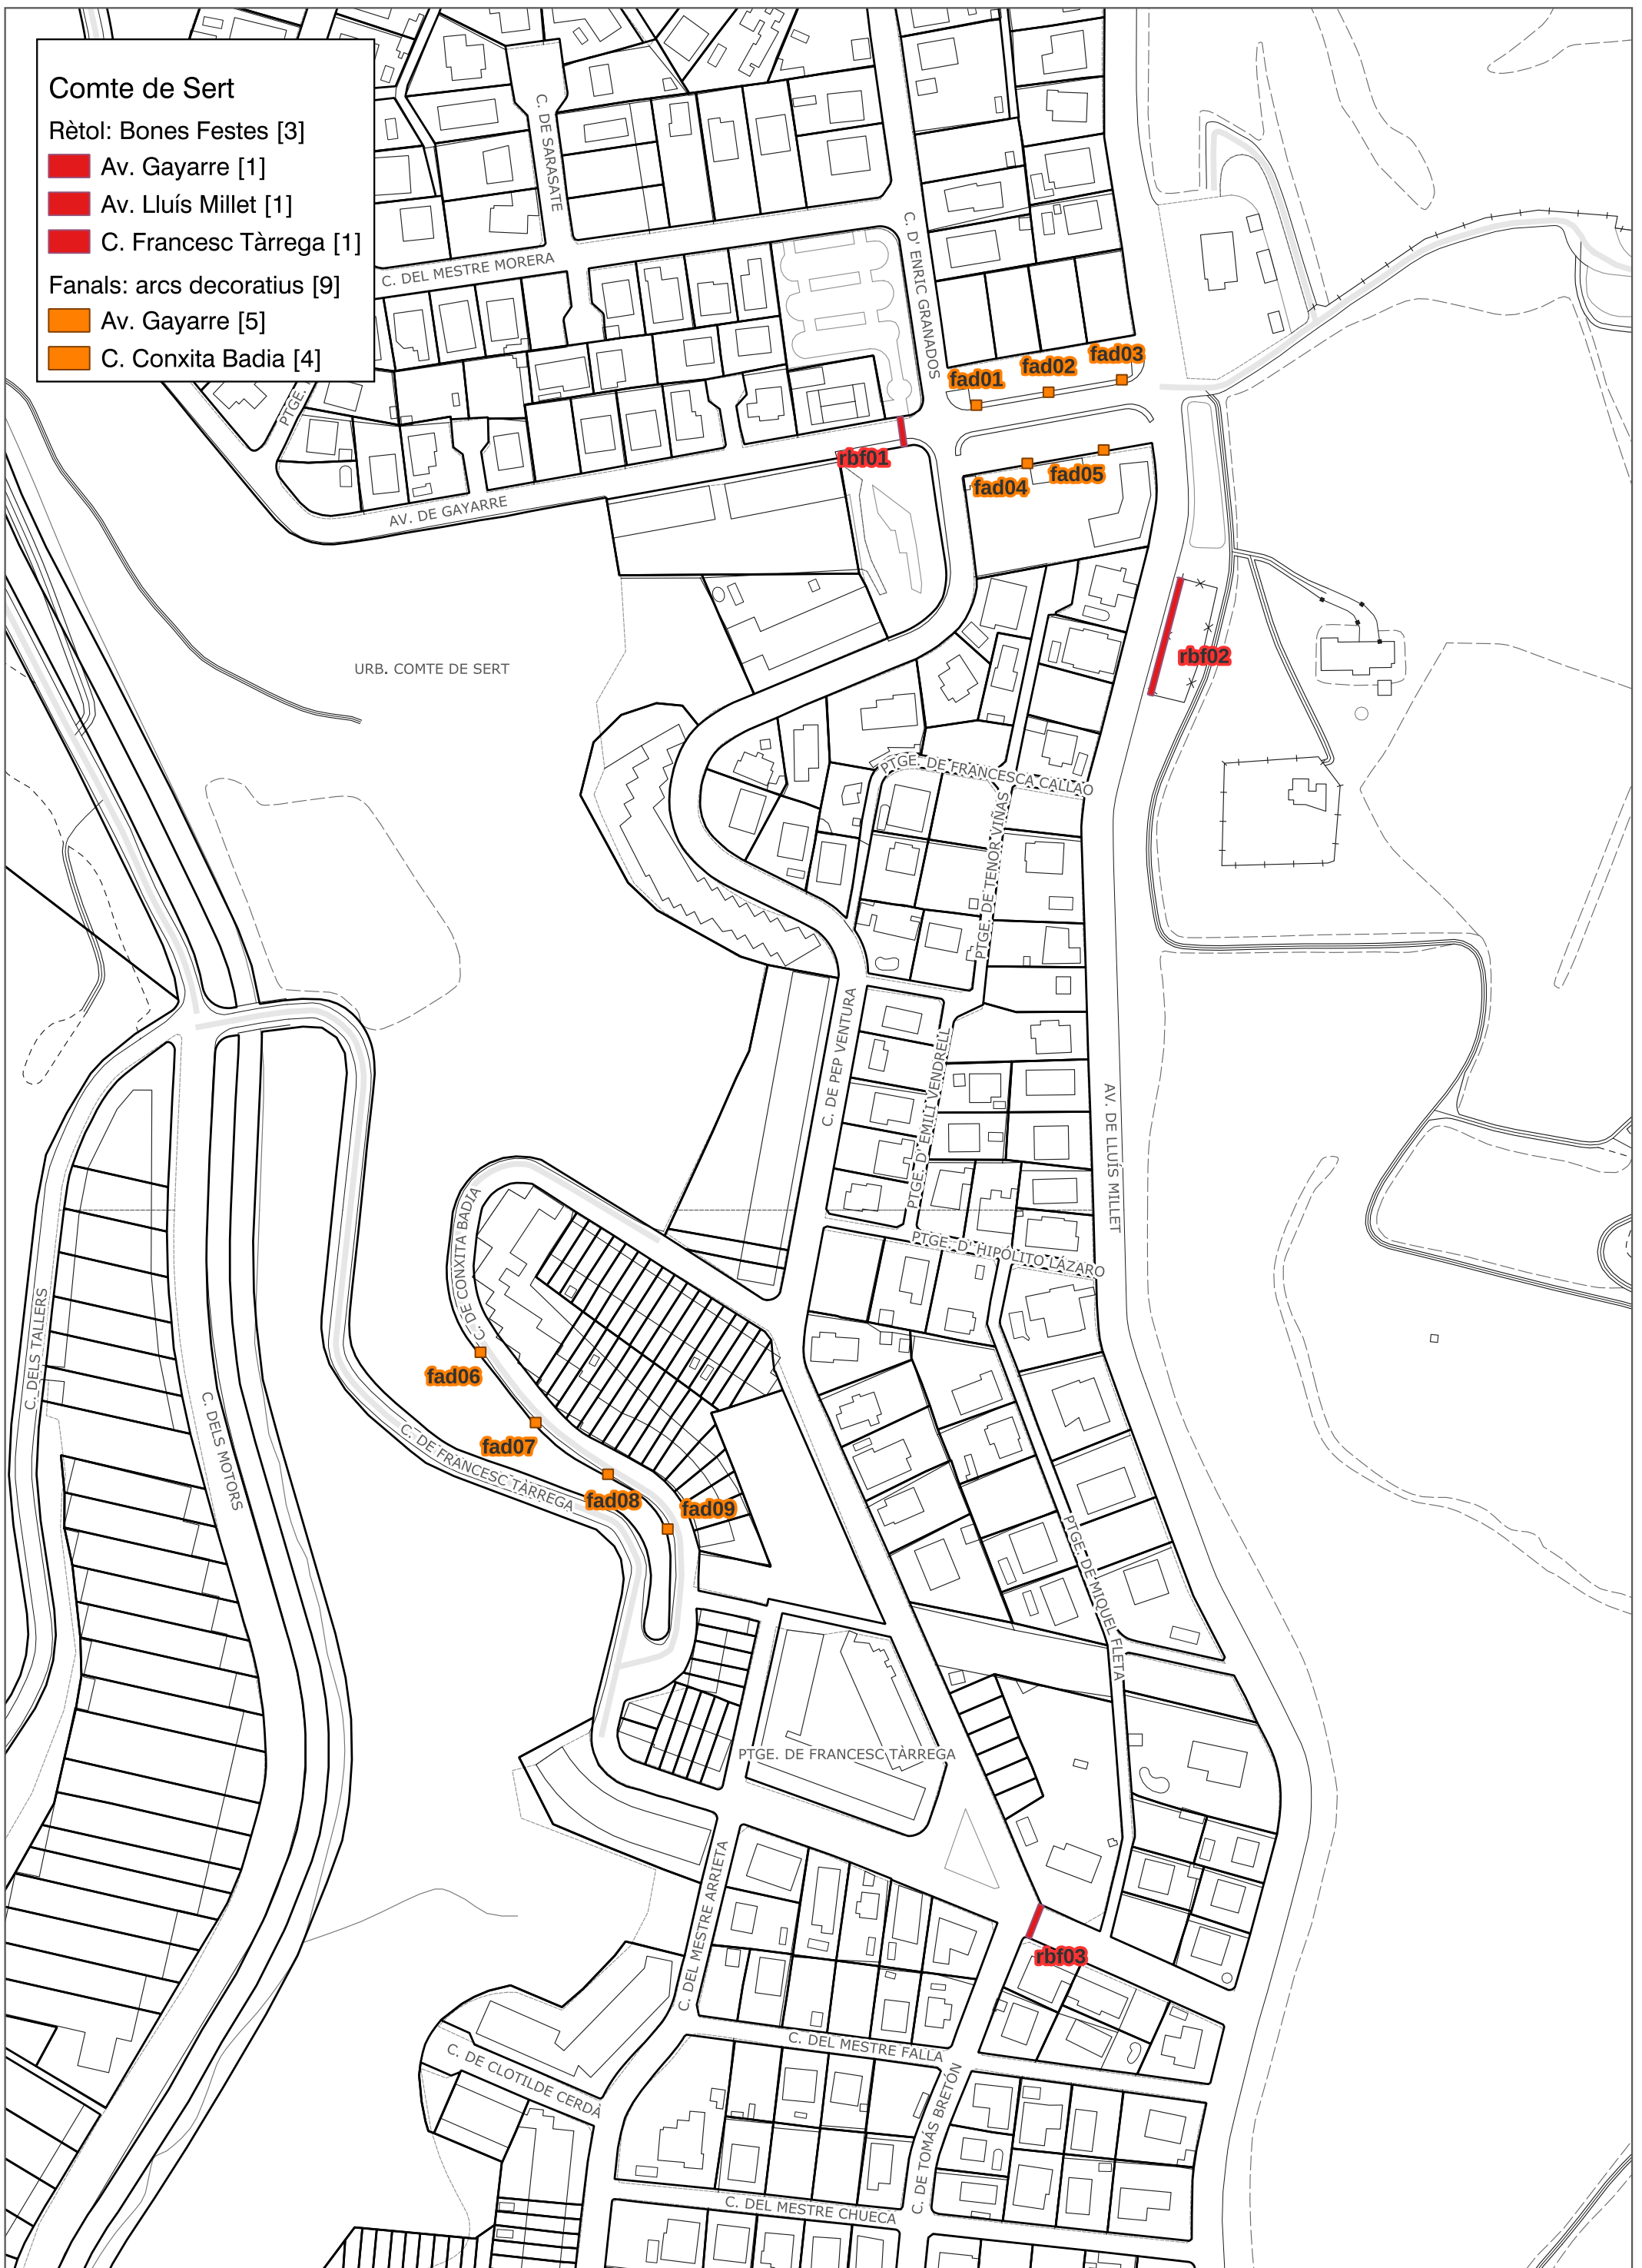 Comte de Sert
Rètol: Bones Festes [3]
Av. Gayarre [1]
Av. Lluís Millet [1]
C. Francesc Tàrrega [1]
Fanals: arcs decoratius [9]
Av. Gayarre [5]
C. Conxita Badia [4]
C. DE SARASATE
C. DEL MESTRE MORERA
C. D' ENRIC GRANADOS
PTGE.
fad01
fad02
fad03
rbf01
fad04
fad05
AV. DE GAYARRE
rbf02
URB. COMTE DE SERT
PTGE. DE FRANCESCA CALLAO
PTGE. DE TENOR VIÑAS
C. DE PEP VENTURA
PTGE. D' EMILI VENDRELL
AV. DE LLUÍS MILLET
PTGE. D' HIPÓLITO LÁZARO
C. DE CONXITA BADIA
C. DELS TALLERS
C. DELS MOTORS
fad06
fad07
C. DE FRANCESC TÀRREGA
fad08
fad09
PTGE. DE MIQUEL FLETA
PTGE. DE FRANCESC TÀRREGA
C. DEL MESTRE ARRIETA
rbf03
C. DEL MESTRE FALLA
C. DE CLOTILDE CERDÀ
C. DE TOMÁS BRETÓN
C. DEL MESTRE CHUECA